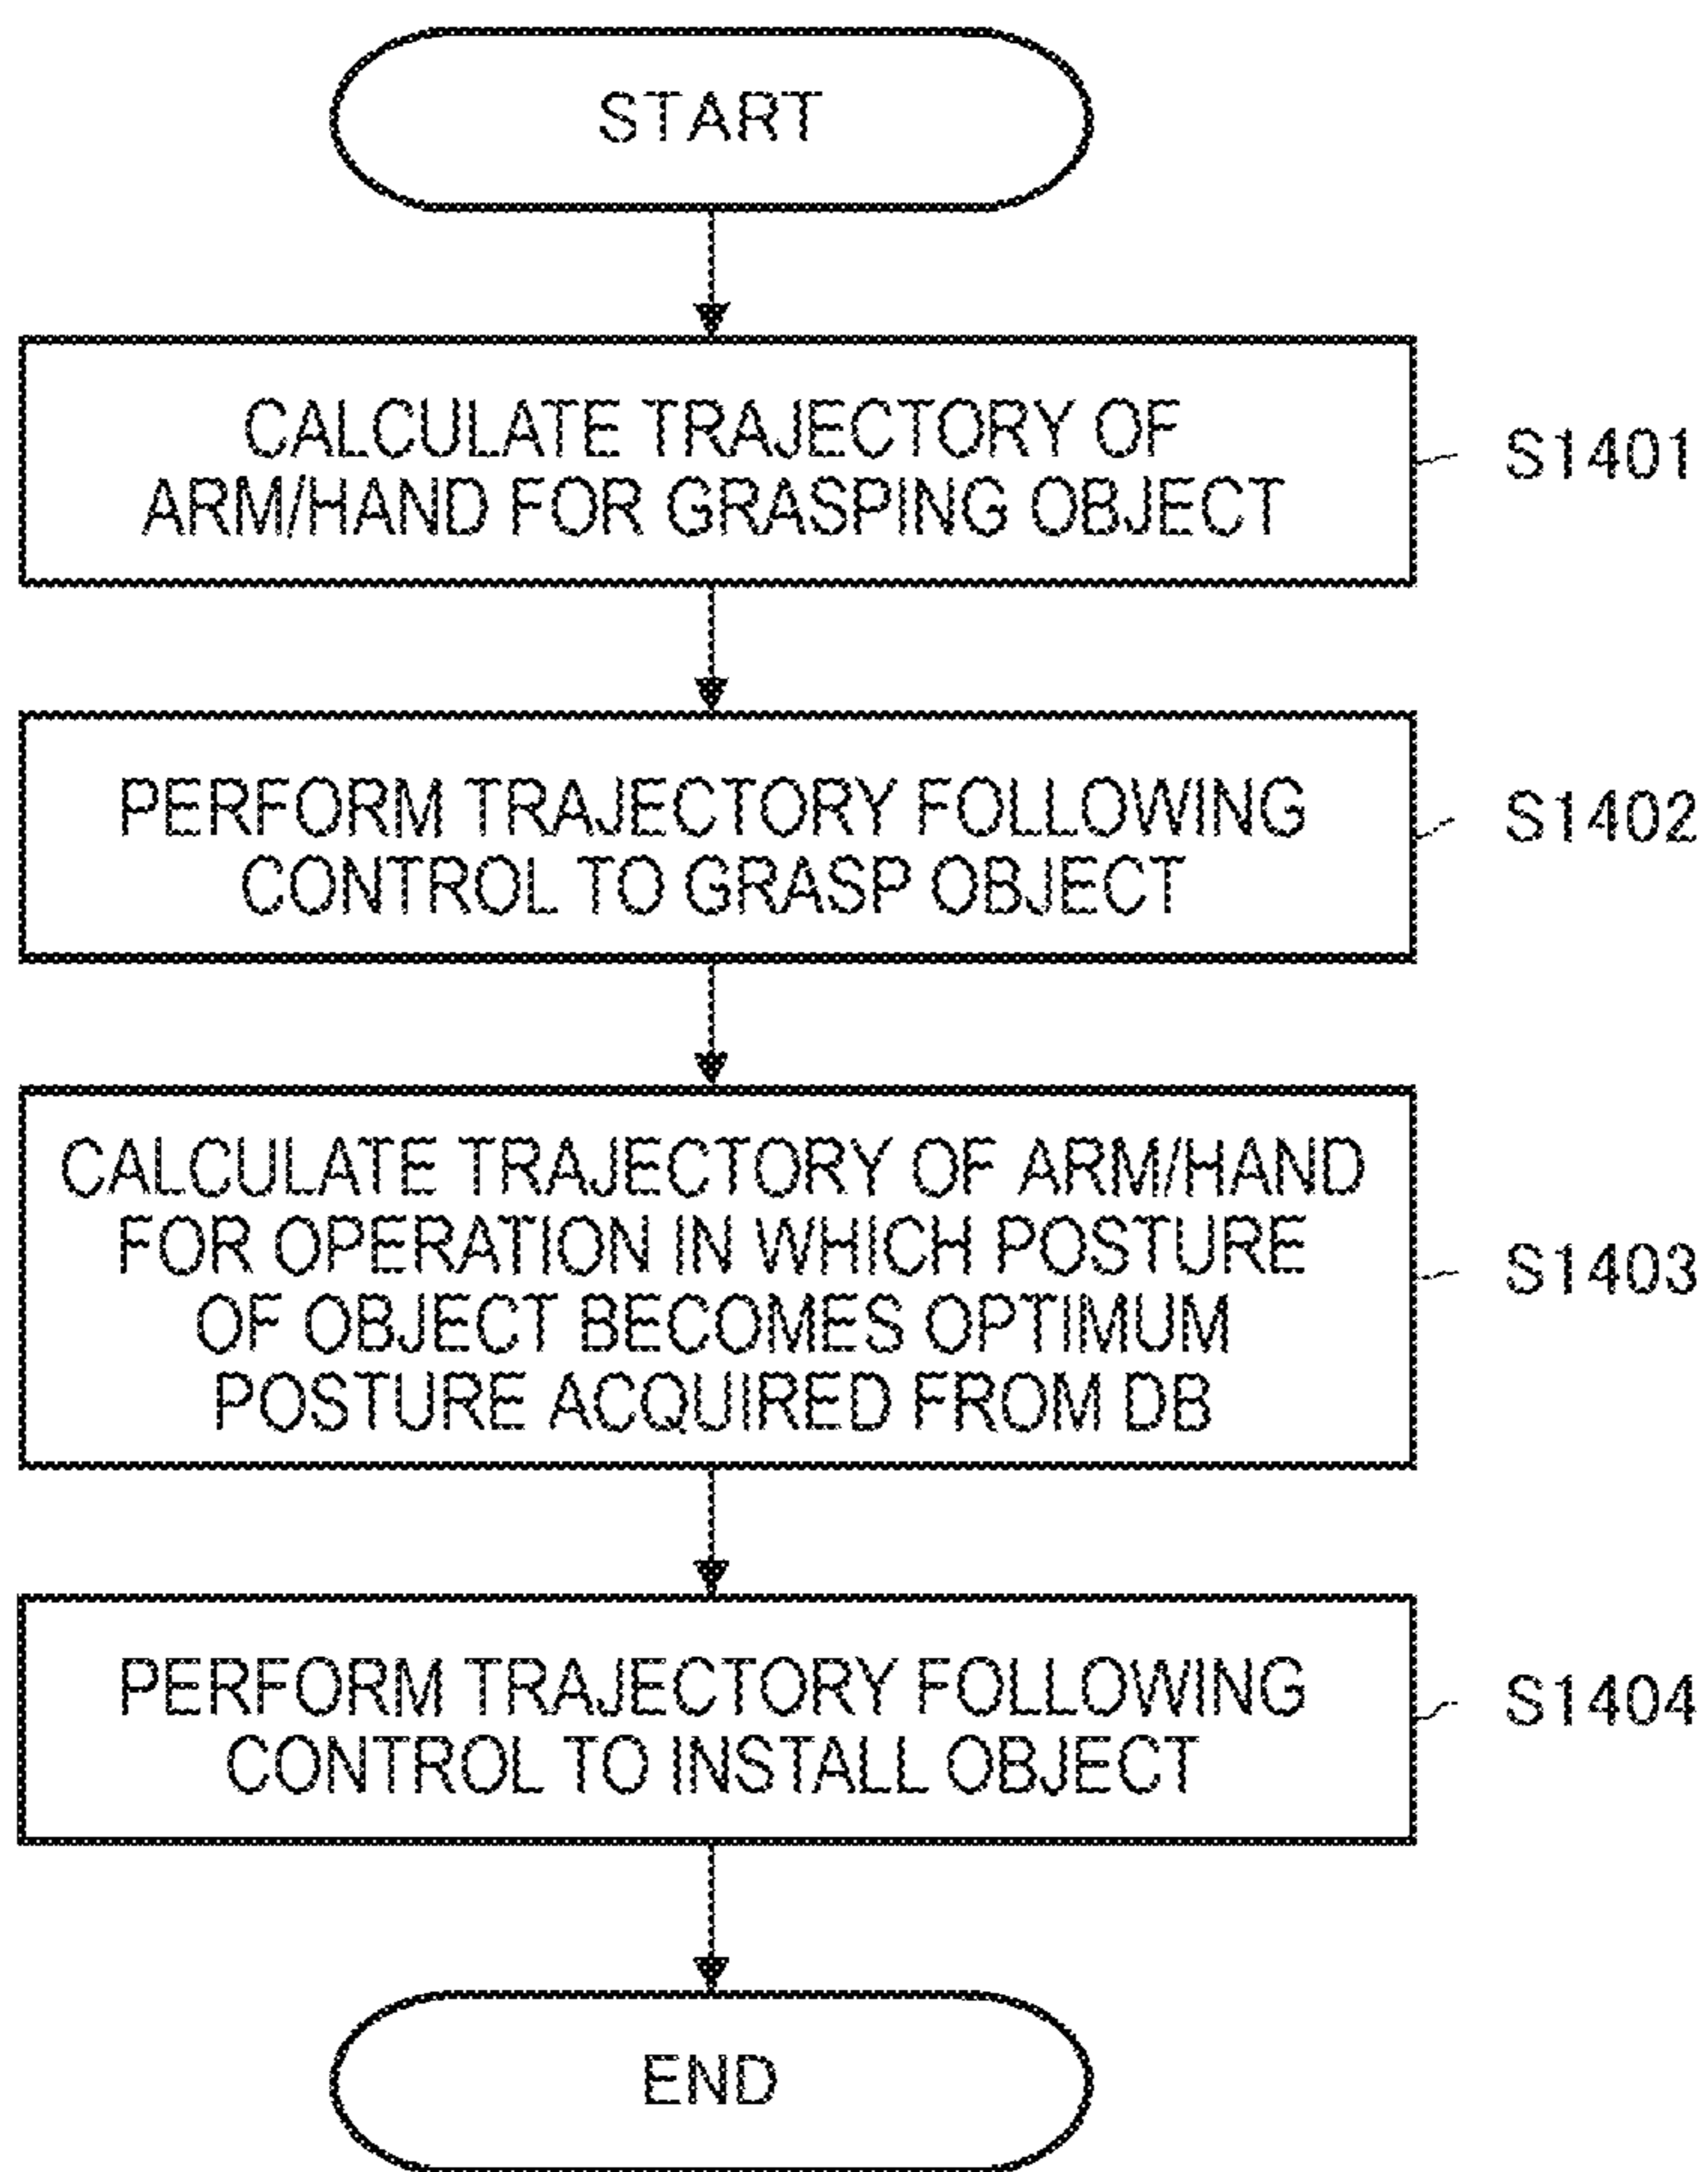 START
CALCULATE TRAJECTORY OF
ARM/HAND FOR GRASPING OBJECT
S1401
PERFORM TRAJECTORY FOLLOWING
CONTROL TO GRASP OBJECT
S1402
CALCULATE TRAJECTORY OF ARM/HAND
FOR OPERATION IN WHICH POSTURE
OF OBJECT BECOMES OPTIMUM
POSTURE ACQUIRED FROM DB
S1403
PERFORM TRAJECTORY FOLLOWING
CONTROL TO INSTALL OBJECT
S1404
END